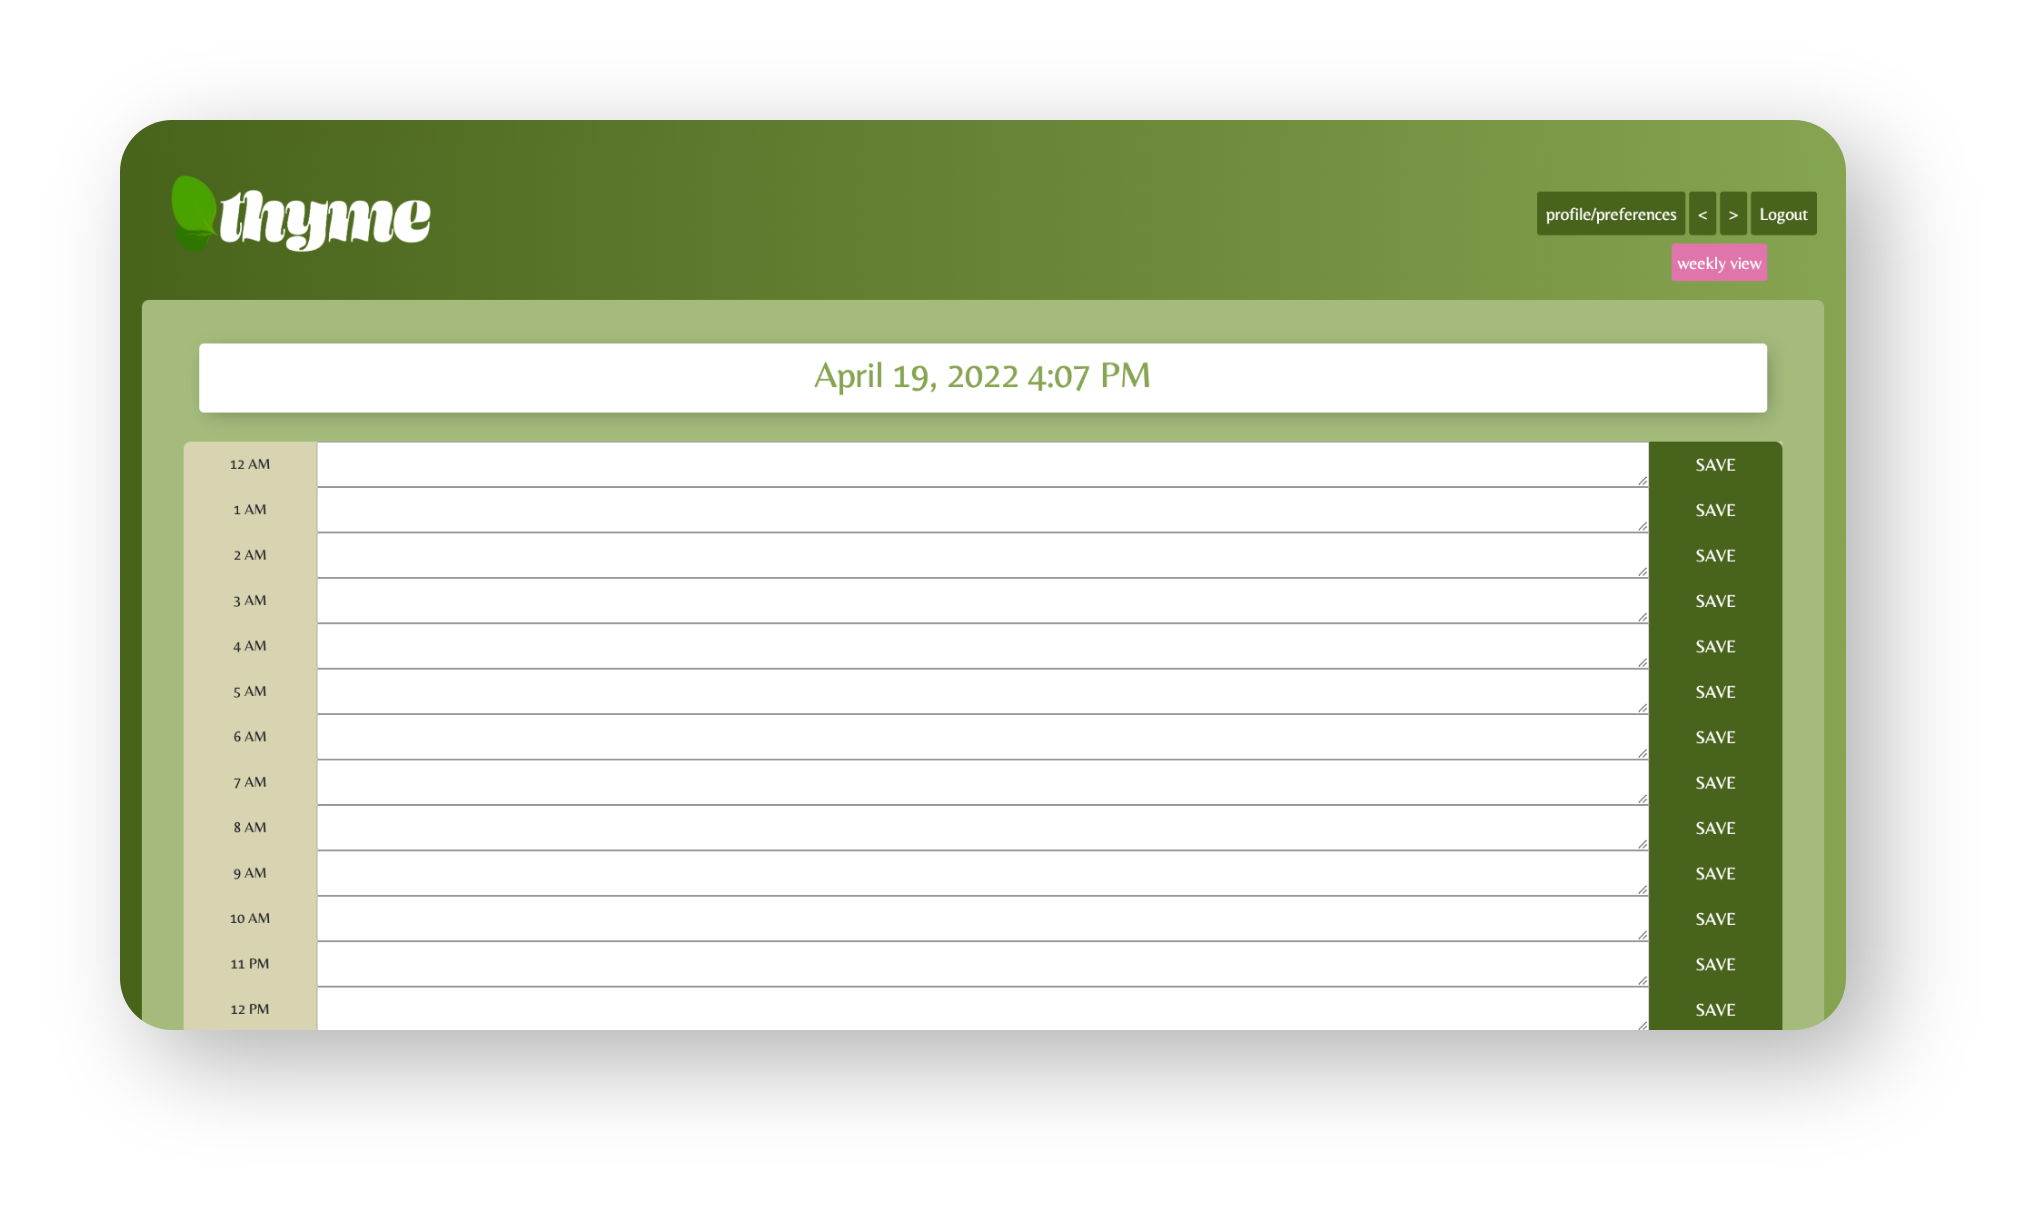 thyme
profile/preferences < > Logout
weekly view
April 19, 2022 4:07 PM
12 AM SAVE
1 AM SAVE
2 AM SAVE
3 AM SAVE
4 AM SAVE
5 AM SAVE
6 AM SAVE
7 AM SAVE
8 AM SAVE
9 AM SAVE
10 AM SAVE
11 PM SAVE
12 PM SAVE